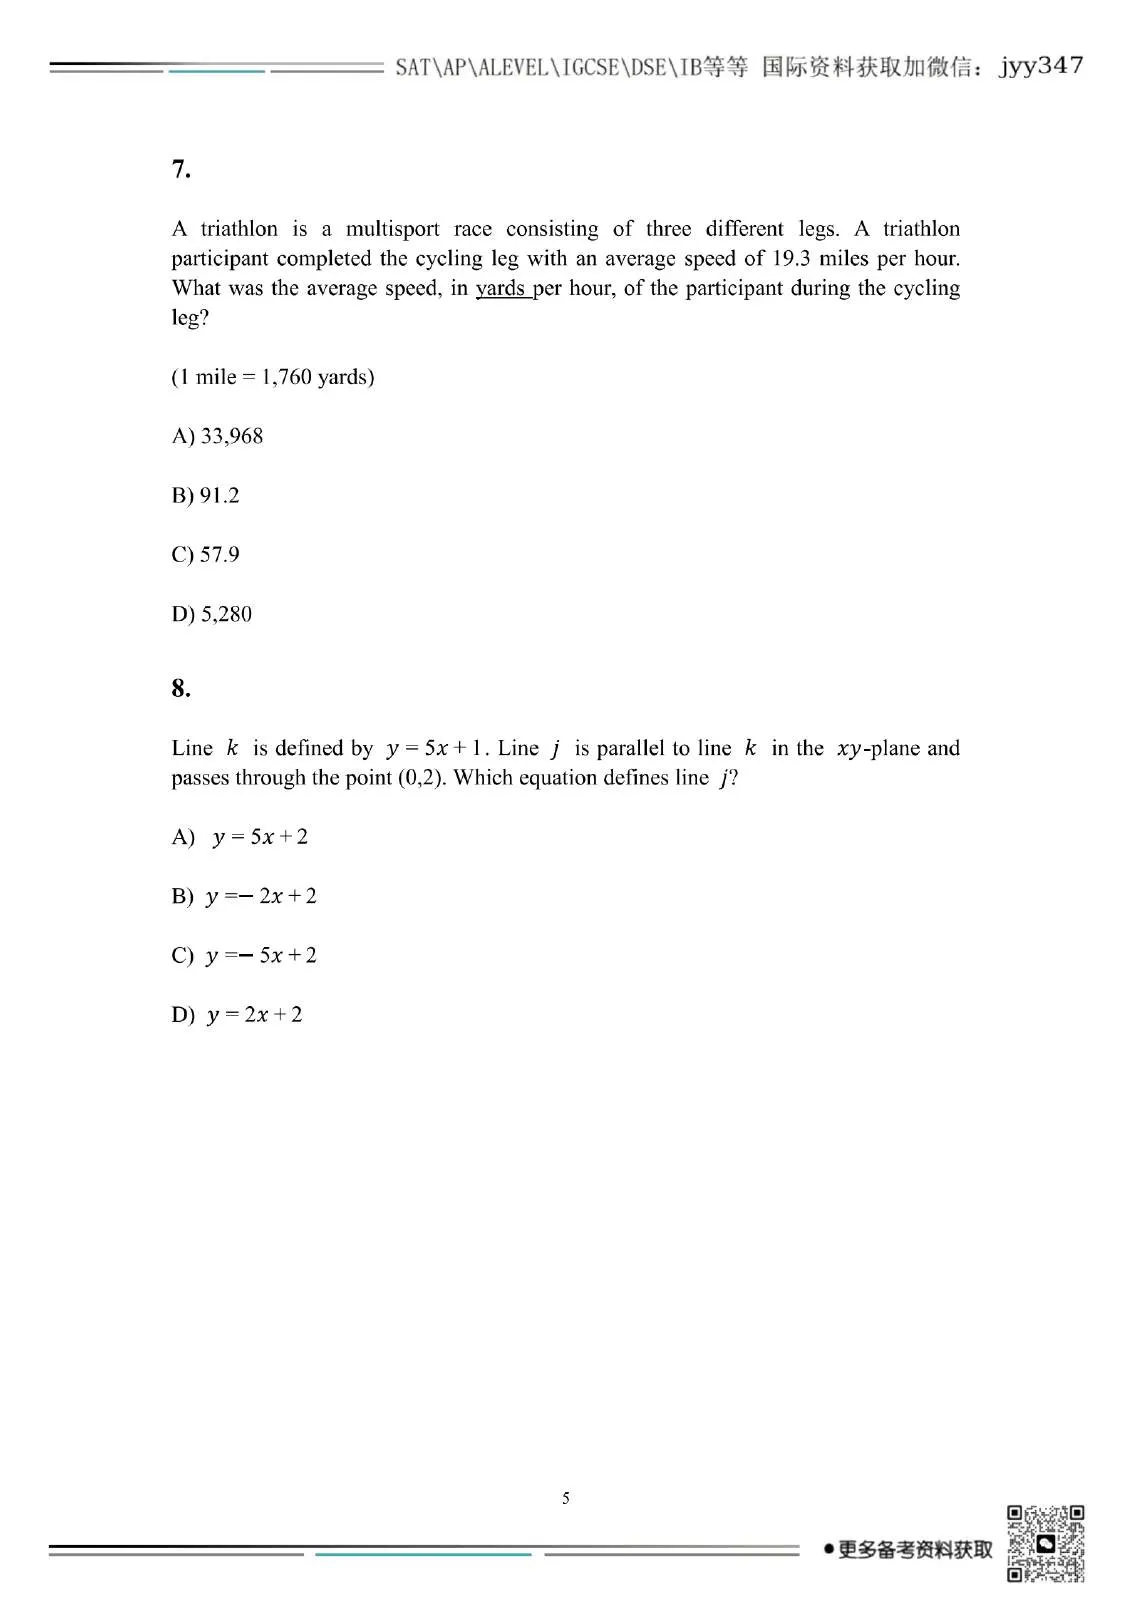 SAT\AP\ALEVEL\IGCSE\DSE\IB等等 国际资料获取加微信：jyy347
7.
A triathlon is a multisport race consisting of three different legs. A triathlon
participant completed the cycling leg with an average speed of 19.3 miles per hour.
What was the average speed, in yards per hour, of the participant during the cycling
leg?
(1 mile = 1,760 yards)
A) 33,968
B) 91.2
C) 57.9
D) 5,280
8.
Line k is defined by y = 5x + 1. Line j is parallel to line k in the xy-plane and
passes through the point (0,2). Which equation defines line j?
A) y = 5x + 2
B) y =− 2x + 2
C) y =− 5x + 2
D) y = 2x + 2
5
●更多备考资料获取